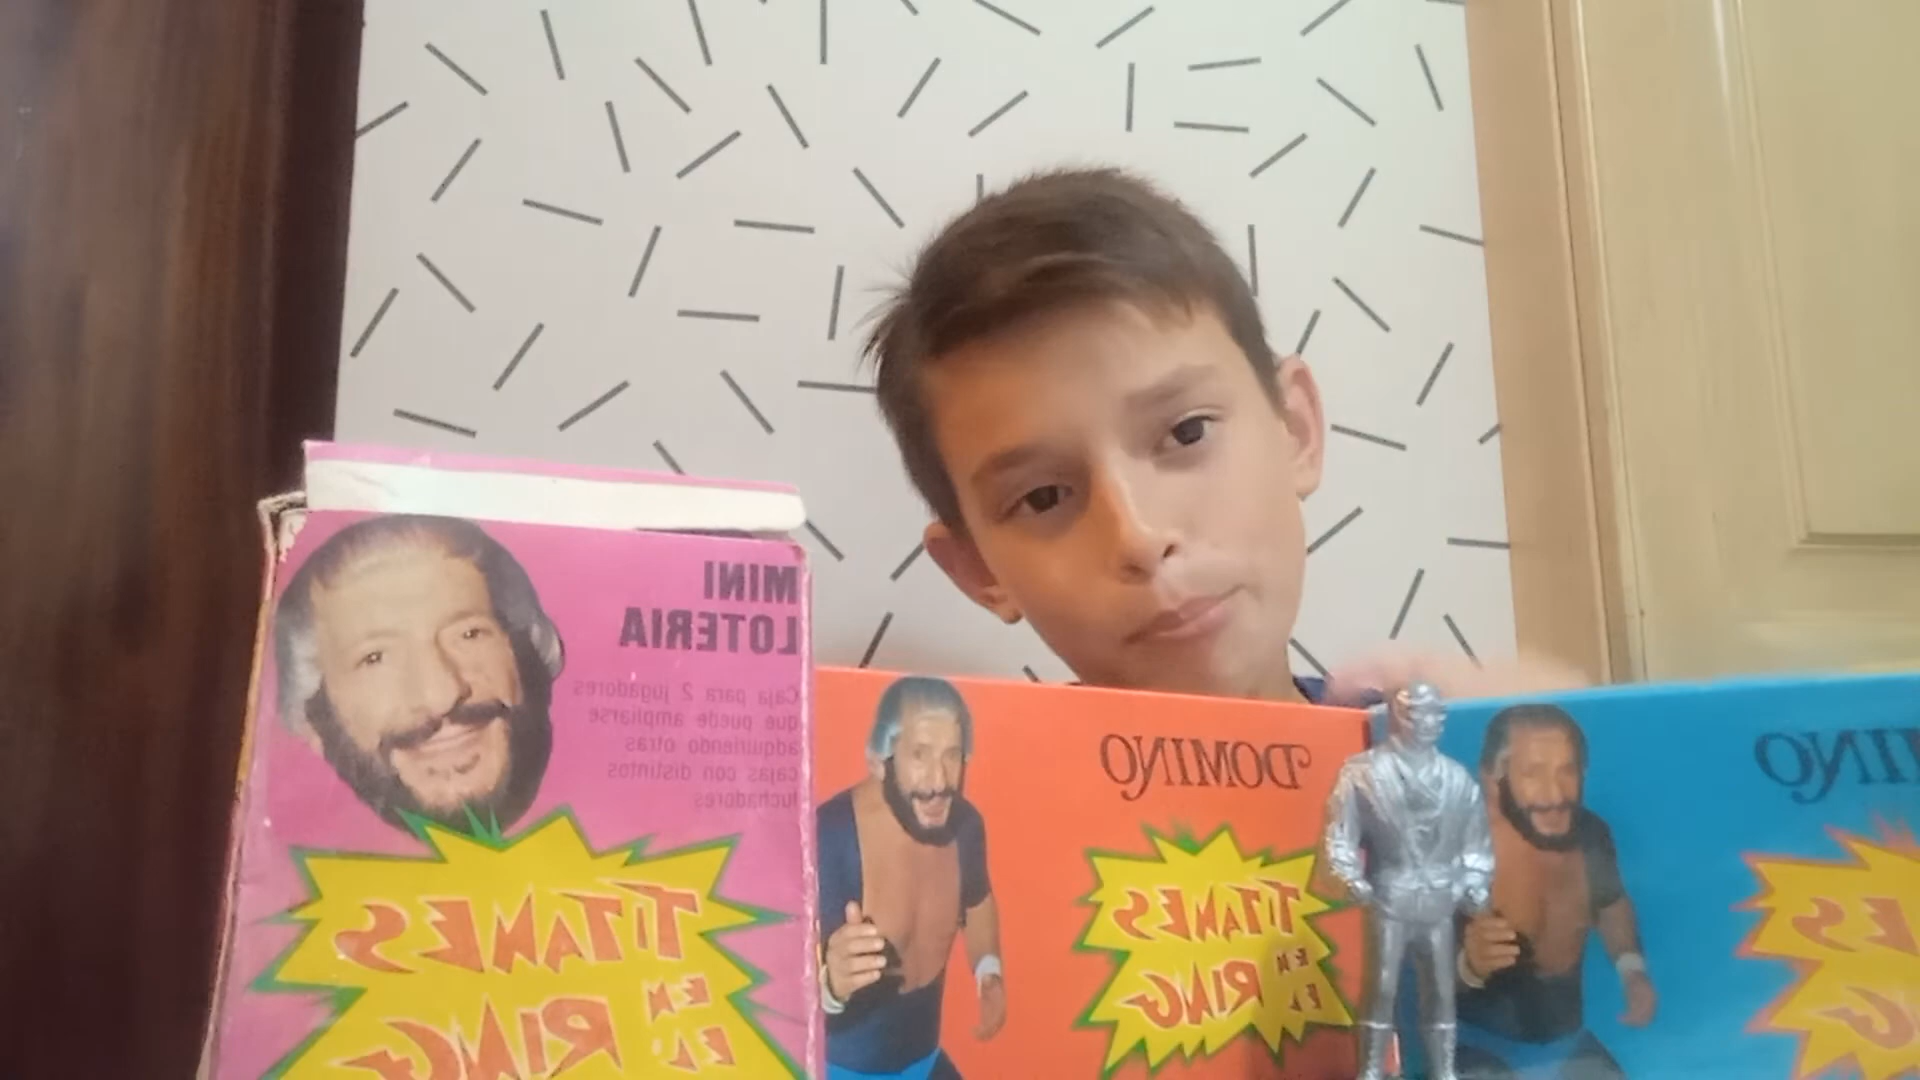 MINI
LOTERIA
Caja para 2 jugadores
que puede ampliarse
adquiriendo otras
cajas con distintos
luchadores
TITANES
EN
EL
RING
DOMINO
TITANES
EN
EL
RING